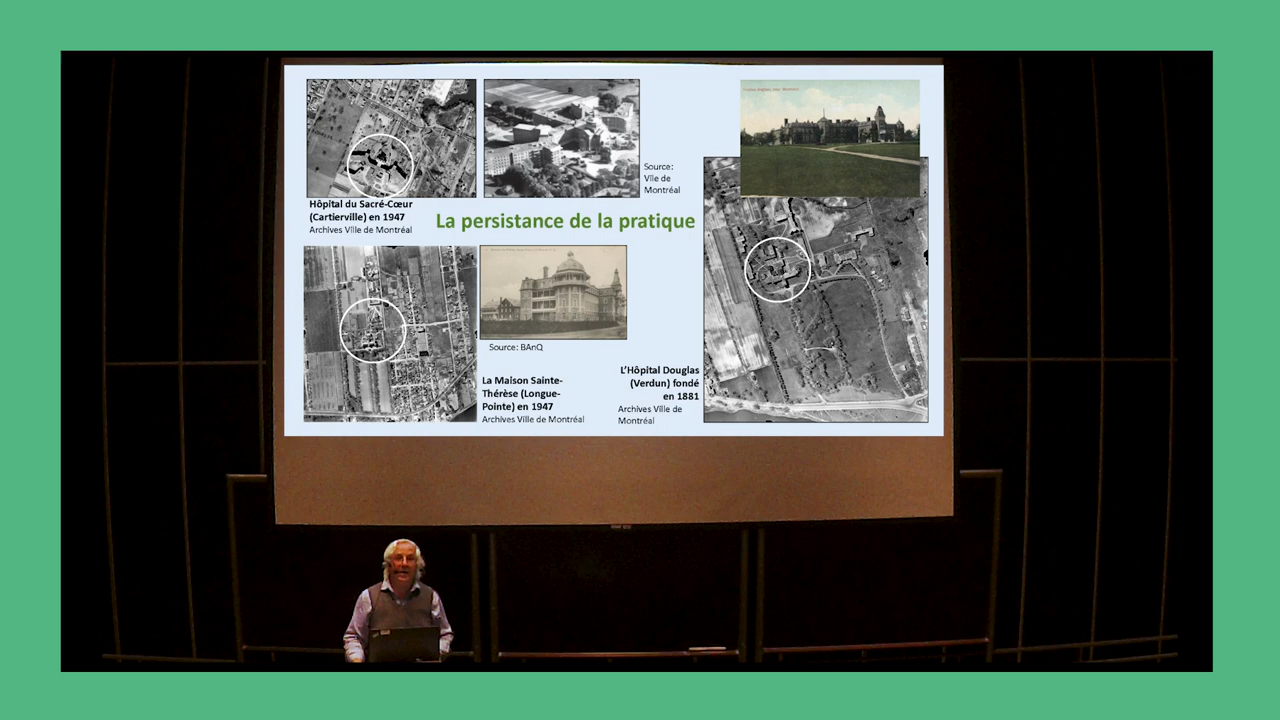 Source:
Ville de
Montréal
Hôpital du Sacré-Cœur
(Cartierville) en 1947
Archives Ville de Montréal
La persistance de la pratique
Source: BAnQ
La Maison Sainte-
Thérèse (Longue-
Pointe) en 1947
Archives Ville de Montréal
L'Hôpital Douglas
(Verdun) fondé
en 1881
Archives Ville de
Montréal